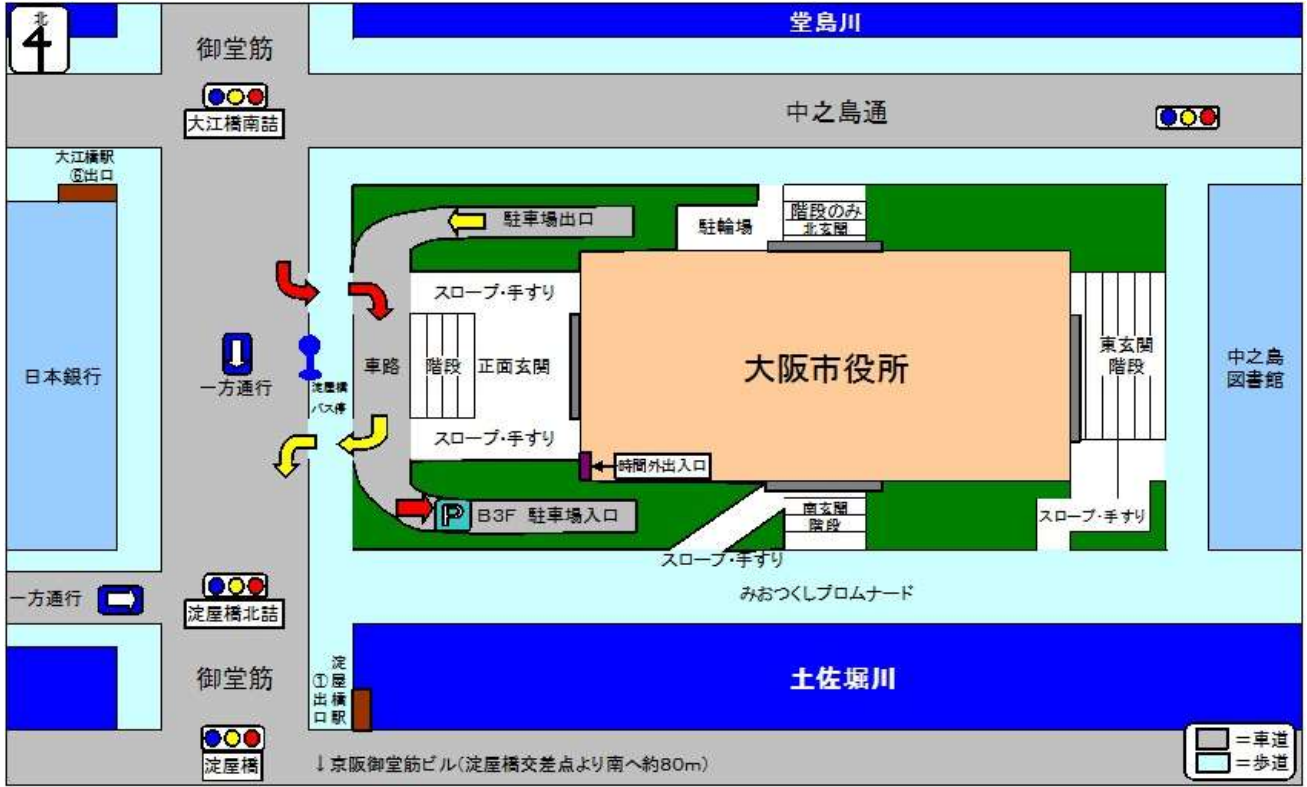 北
堂島川
御堂筋
大江橋南詰
中之島通
大江橋駅
⑥出口
駐車場出口
駐輪場
階段のみ
北玄関
スロープ・手すり
日本銀行
一方通行
淀屋橋
バス停
車路
階段
正面玄関
大阪市役所
東玄関
階段
中之島
図書館
スロープ・手すり
時間外出入口
P
B3F 駐車場入口
南玄関
階段
スロープ・手すり
スロープ・手すり
一方通行
淀屋橋北詰
みおつくしプロムナード
御堂筋
淀屋橋駅
①出口
土佐堀川
淀屋橋
↓京阪御堂筋ビル(淀屋橋交差点より南へ約80m)
=車道
=歩道